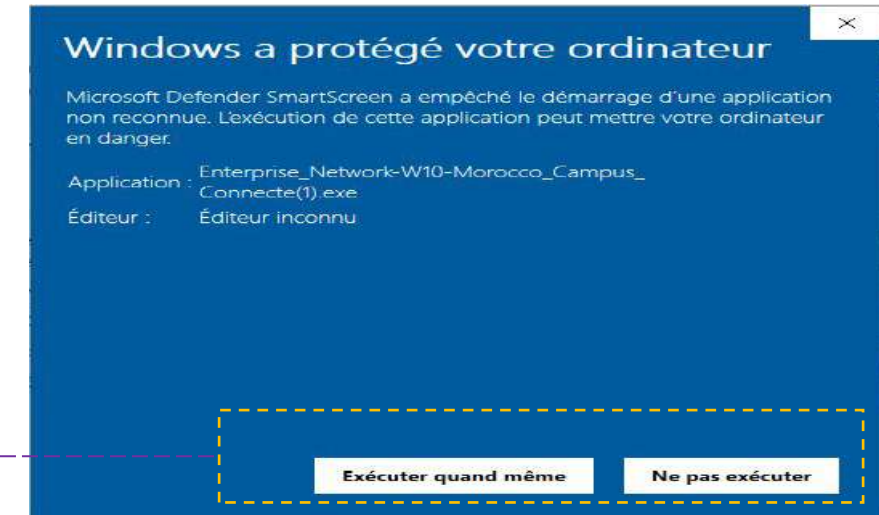 Windows a protégé votre ordinateur
Microsoft Defender SmartScreen a empêché le démarrage d'une application
non reconnue. L'exécution de cette application peut mettre votre ordinateur
en danger.
Application : Enterprise_Network-W10-Morocco_Campus_
Connecte(1).exe
Éditeur : Éditeur inconnu
Exécuter quand même Ne pas exécuter